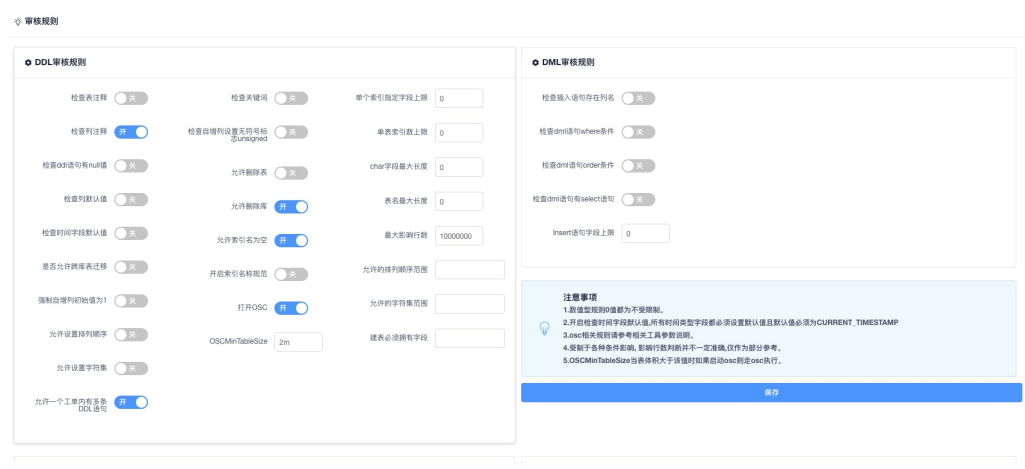 审核规则
DDL审核规则
检查表注释 关
检查列注释 开
检查ddl语句有null值 关
检查列默认值 关
检查时间字段默认值 关
是否允许跨库表迁移 关
强制自增列初始值为1 关
允许设置排列顺序 关
允许设置字符集 关
允许一个工单内有多条
DDL语句 开
检查关键词 关
检查自增列设置无符号标
志unsigned 关
允许删除表 关
允许删除库 开
允许索引名为空 开
开启索引名称规范 关
打开OSC 开
OSCMinTableSize 2m
单个索引指定字段上限 0
单表索引数上限 0
char字段最大长度 0
表名最大长度 0
最大影响行数 10000000
允许的排列顺序范围
允许的字符集范围
建表必须拥有字段
DML审核规则
检查插入语句存在列名 关
检查dml语句where条件 关
检查dml语句order条件 关
检查dml语句有select语句 关
Insert语句字段上限 0
注意事项
1.数值型规则0值都为不受限制。
2.开启检查时间字段默认值,所有时间类型字段都必须设置默认值且默认值必须为CURRENT_TIMESTAMP
3.osc相关规则请参考相关工具参数说明。
4.受制于各种条件影响, 影响行数判断并不一定准确,仅作为部分参考。
5.OSCMinTableSize当表体积大于该值时如果启动osc则走osc执行。
保存